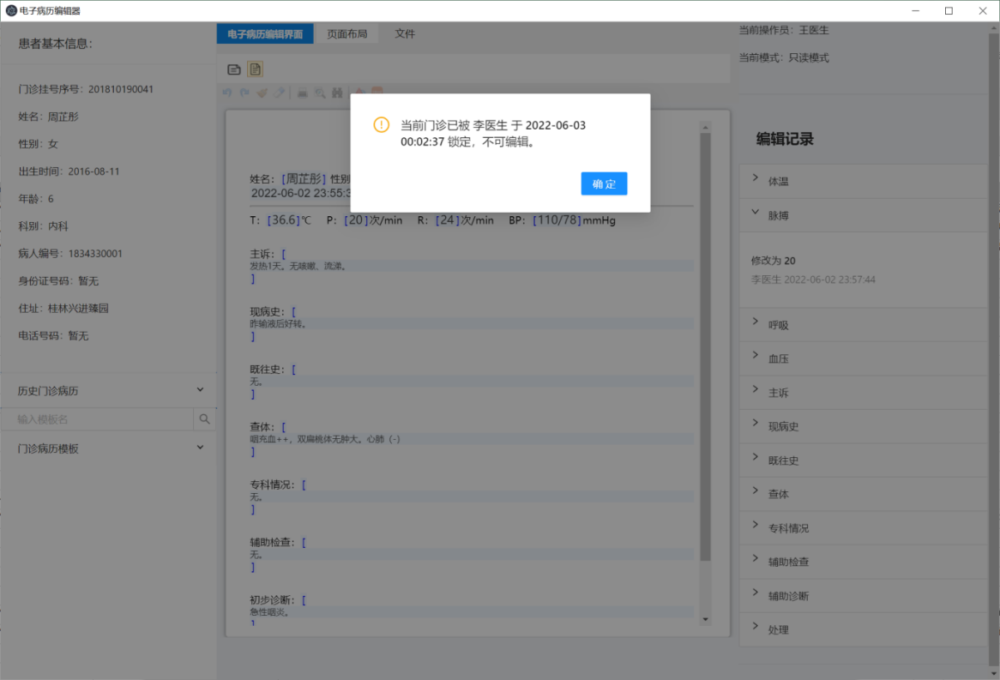 电子病历编辑器
患者基本信息：
门诊挂号序号：201810190041
姓名：周芷彤
性别：女
出生时间：2016-08-11
年龄：6
科别：内科
病人编号：1834330001
身份证号码：暂无
住址：桂林兴进臻园
电话号码：暂无
历史门诊病历
输入模板名
门诊病历模板
电子病历编辑界面 页面布局 文件
当前门诊已被 李医生 于 2022-06-03
00:02:37 锁定，不可编辑。
确 定
姓名：[周芷彤] 性别
2022-06-02 23:55:3
T：[36.6]℃ P：[20]次/min R：[24]次/min BP：[110/78]mmHg
主诉：[
发热1天。无咳嗽、流涕。
]
现病史：[
昨输液后好转。
]
既往史：[
无。
]
查体：[
咽充血++，双扁桃体无肿大。心肺（-）
]
专科情况：[
无。
]
辅助检查：[
无。
]
初步诊断：[
急性咽炎。
]
当前操作员：王医生
当前模式：只读模式
编辑记录
体温
脉搏
修改为 20
李医生 2022-06-02 23:57:44
呼吸
血压
主诉
现病史
既往史
查体
专科情况
辅助检查
辅助诊断
处理